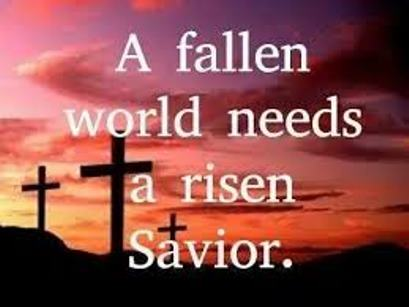 A fallen
world needs
a risen
Savior.